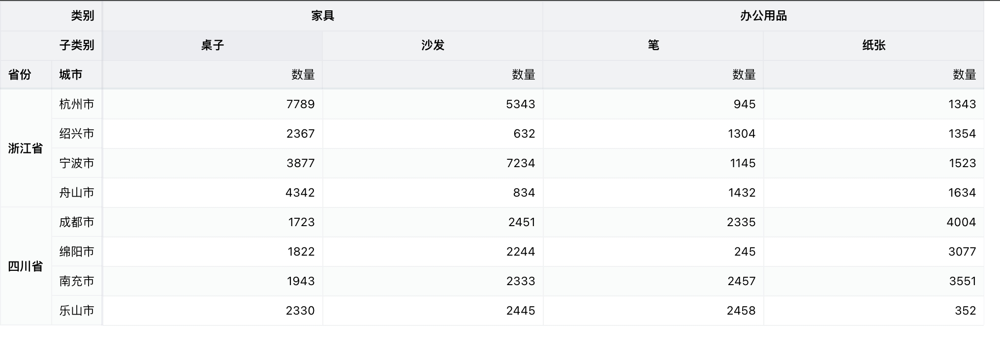 类别 家具 办公用品
子类别 桌子 沙发 笔 纸张
省份 城市 数量 数量 数量 数量
浙江省 杭州市 7789 5343 945 1343
绍兴市 2367 632 1304 1354
宁波市 3877 7234 1145 1523
舟山市 4342 834 1432 1634
四川省 成都市 1723 2451 2335 4004
绵阳市 1822 2244 245 3077
南充市 1943 2333 2457 3551
乐山市 2330 2445 2458 352